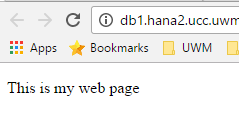 db1.hana2.ucc.uwm
Apps Bookmarks UWM
This is my web page